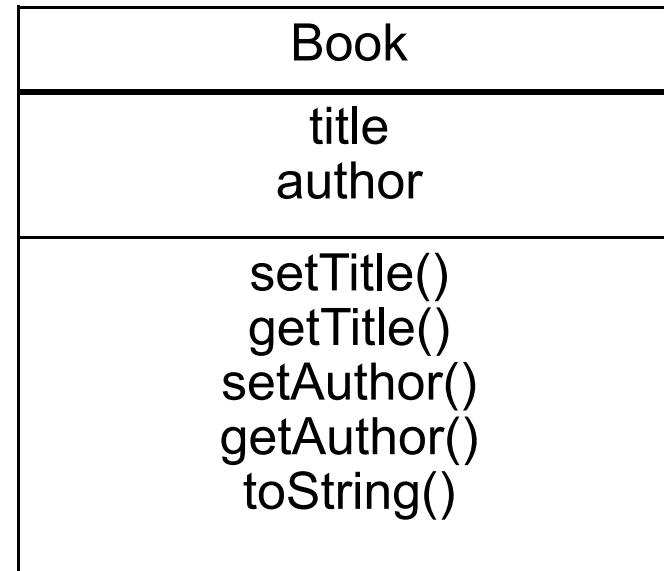 Book
title
author
setTitle()
getTitle()
setAuthor()
getAuthor()
toString()